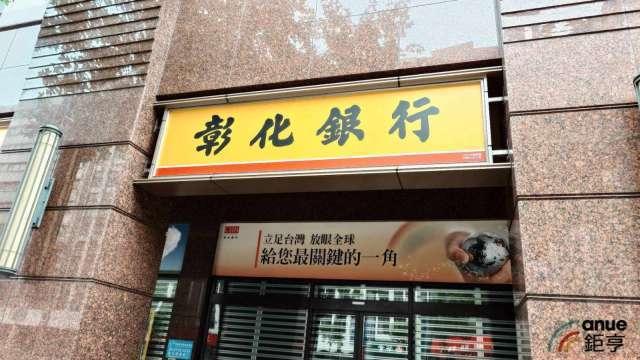 彰化銀行
立足台灣 放眼全球
給您最關鍵的一角
anue
鉅亨